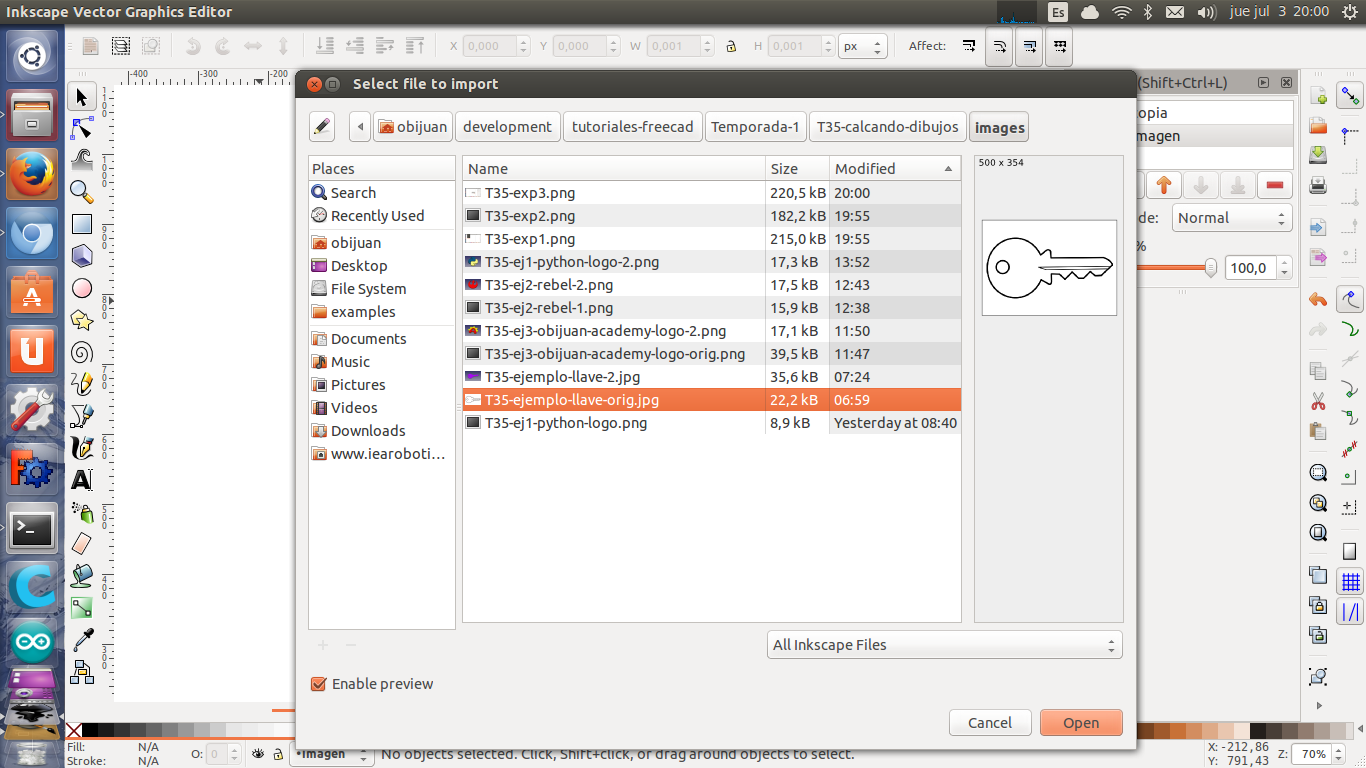 Inkscape Vector Graphics Editor
Es
jue jul 3 20:00
X 0,000 Y 0,000 W 0,001 H 0,001 px Affect:
-400 -300 -200
Select file to import
(Shift+Ctrl+L)
obijuan development tutoriales-freecad Temporada-1 T35-calcando-dibujos images
opia
magen
Places
Search
Recently Used
obijuan
Desktop
File System
examples
Documents
Music
Pictures
Videos
Downloads
www.iearoboti...
Name Size Modified
T35-exp3.png 220,5 kB 20:00
T35-exp2.png 182,2 kB 19:55
T35-exp1.png 215,0 kB 19:55
T35-ej1-python-logo-2.png 17,3 kB 13:52
T35-ej2-rebel-2.png 17,5 kB 12:43
T35-ej2-rebel-1.png 15,9 kB 12:38
T35-ej3-obijuan-academy-logo-2.png 17,1 kB 11:50
T35-ej3-obijuan-academy-logo-orig.png 39,5 kB 11:47
T35-ejemplo-llave-2.jpg 35,6 kB 07:24
T35-ejemplo-llave-orig.jpg 22,2 kB 06:59
T35-ej1-python-logo.png 8,9 kB Yesterday at 08:40
500 x 354
de: Normal
%
100,0
All Inkscape Files
Enable preview
Cancel Open
Fill: N/A
Stroke: N/A
O: 0
•Imagen
No objects selected. Click, Shift+click, or drag around objects to select.
X: -212,86
Y: 791,43
Z: 70%